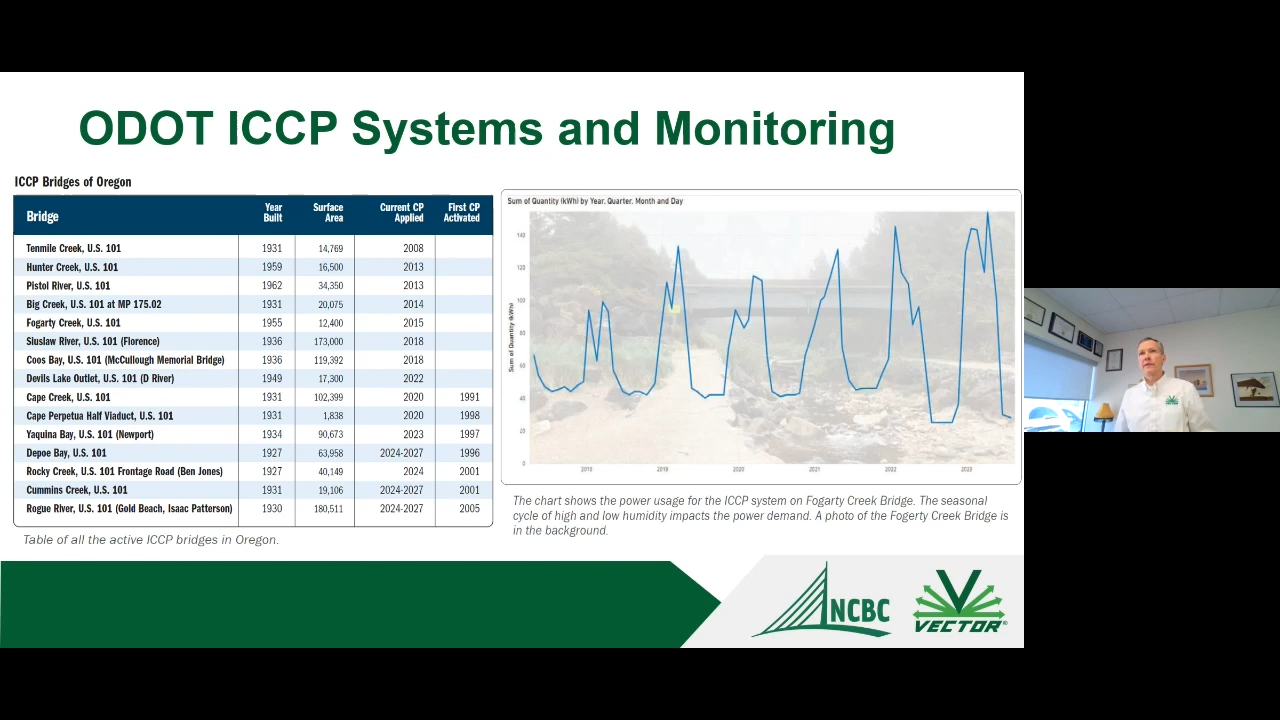 ODOT ICCP Systems and Monitoring
ICCP Bridges of Oregon
Bridge Year Built Surface Area Current CP Applied First CP Activated
Tenmile Creek, U.S. 101 1931 14,769 2008
Hunter Creek, U.S. 101 1959 16,500 2013
Pistol River, U.S. 101 1962 34,350 2013
Big Creek, U.S. 101 at MP 175.02 1931 20,075 2014
Fogarty Creek, U.S. 101 1955 12,400 2015
Siuslaw River, U.S. 101 (Florence) 1936 173,000 2018
Coos Bay, U.S. 101 (McCullough Memorial Bridge) 1936 119,392 2018
Devils Lake Outlet, U.S. 101 (D River) 1949 17,300 2022
Cape Creek, U.S. 101 1931 102,399 2020 1991
Cape Perpetua Half Viaduct, U.S. 101 1931 1,838 2020 1998
Yaquina Bay, U.S. 101 (Newport) 1934 90,673 2023 1997
Depoe Bay, U.S. 101 1927 63,958 2024-2027 1996
Rocky Creek, U.S. 101 Frontage Road (Ben Jones) 1927 40,149 2024 2001
Cummins Creek, U.S. 101 1931 19,106 2024-2027 2001
Rogue River, U.S. 101 (Gold Beach, Isaac Patterson) 1930 180,511 2024-2027 2005
Table of all the active ICCP bridges in Oregon.
Sum of Quantity (kWh) by Year, Quarter, Month and Day
Sum of Quantity (kWh)
140
120
100
80
60
40
20
0
2018 2019 2020 2021 2022 2023
The chart shows the power usage for the ICCP system on Fogarty Creek Bridge. The seasonal
cycle of high and low humidity impacts the power demand. A photo of the Fogerty Creek Bridge is
in the background.
NCBC
VECTOR®
VECTOR